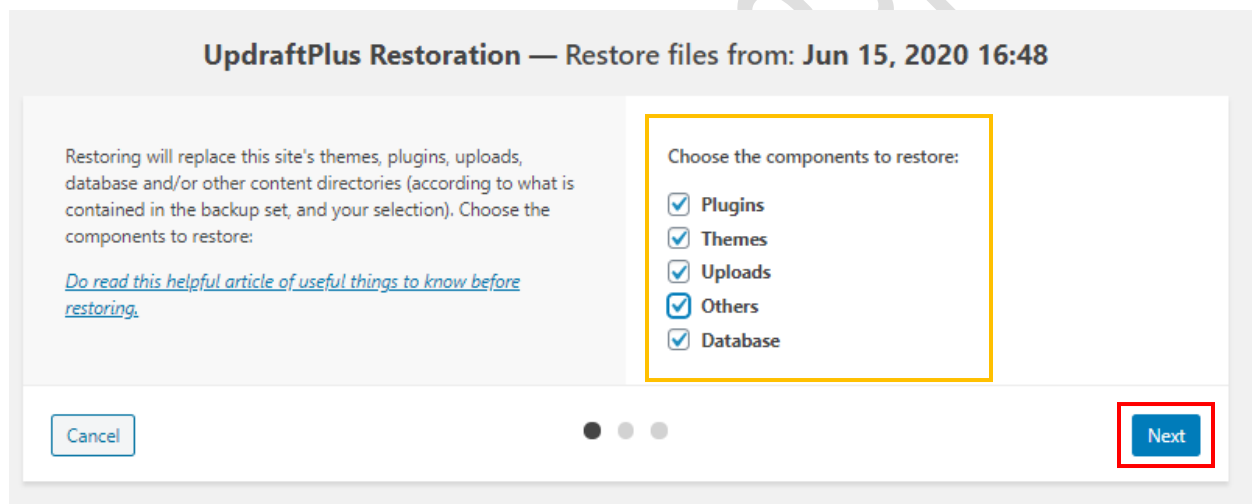 UpdraftPlus Restoration — Restore files from: Jun 15, 2020 16:48
Restoring will replace this site's themes, plugins, uploads,
database and/or other content directories (according to what is
contained in the backup set, and your selection). Choose the
components to restore:
Do read this helpful article of useful things to know before
restoring.
Choose the components to restore:
Plugins
Themes
Uploads
Others
Database
Cancel
Next